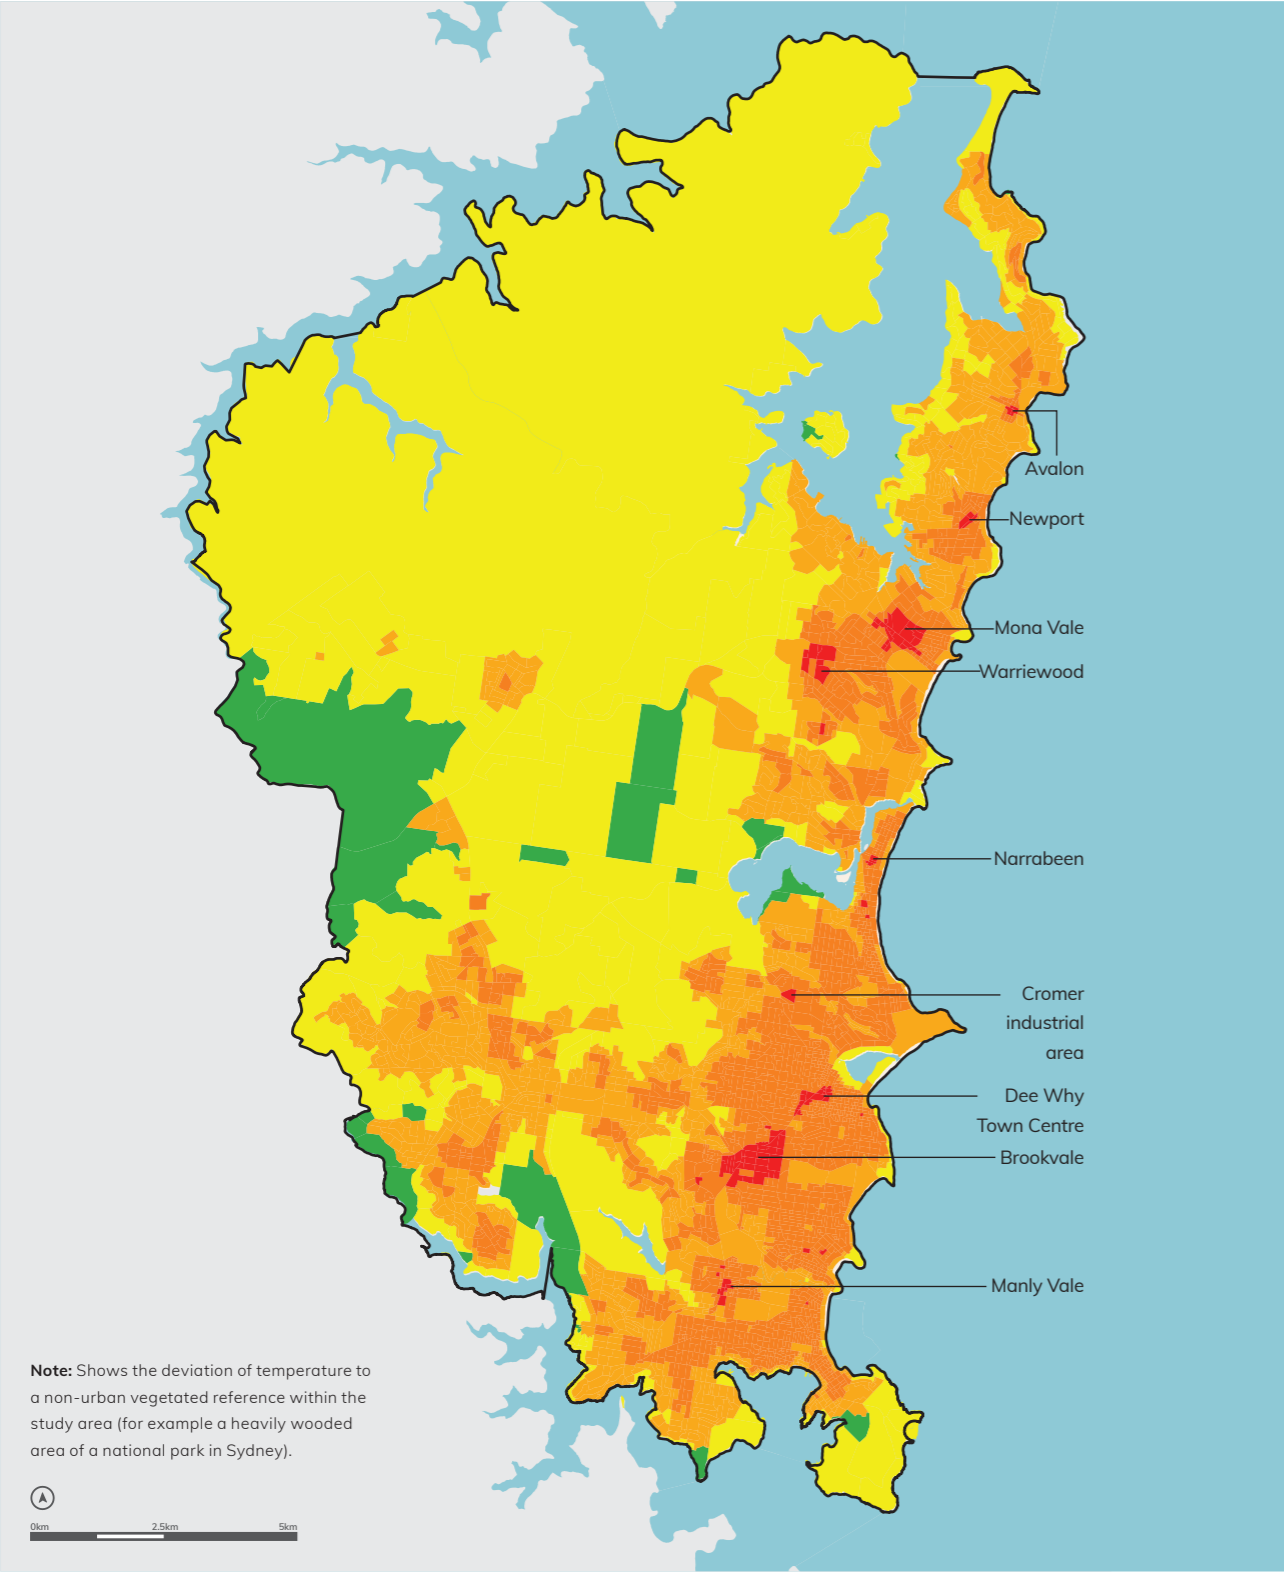 Avalon
Newport
Mona Vale
Warriewood
Narrabeen
Cromer
industrial
area
Dee Why
Town Centre
Brookvale
Manly Vale
Note: Shows the deviation of temperature to
a non-urban vegetated reference within the
study area (for example a heavily wooded
area of a national park in Sydney).
0km 2.5km 5km